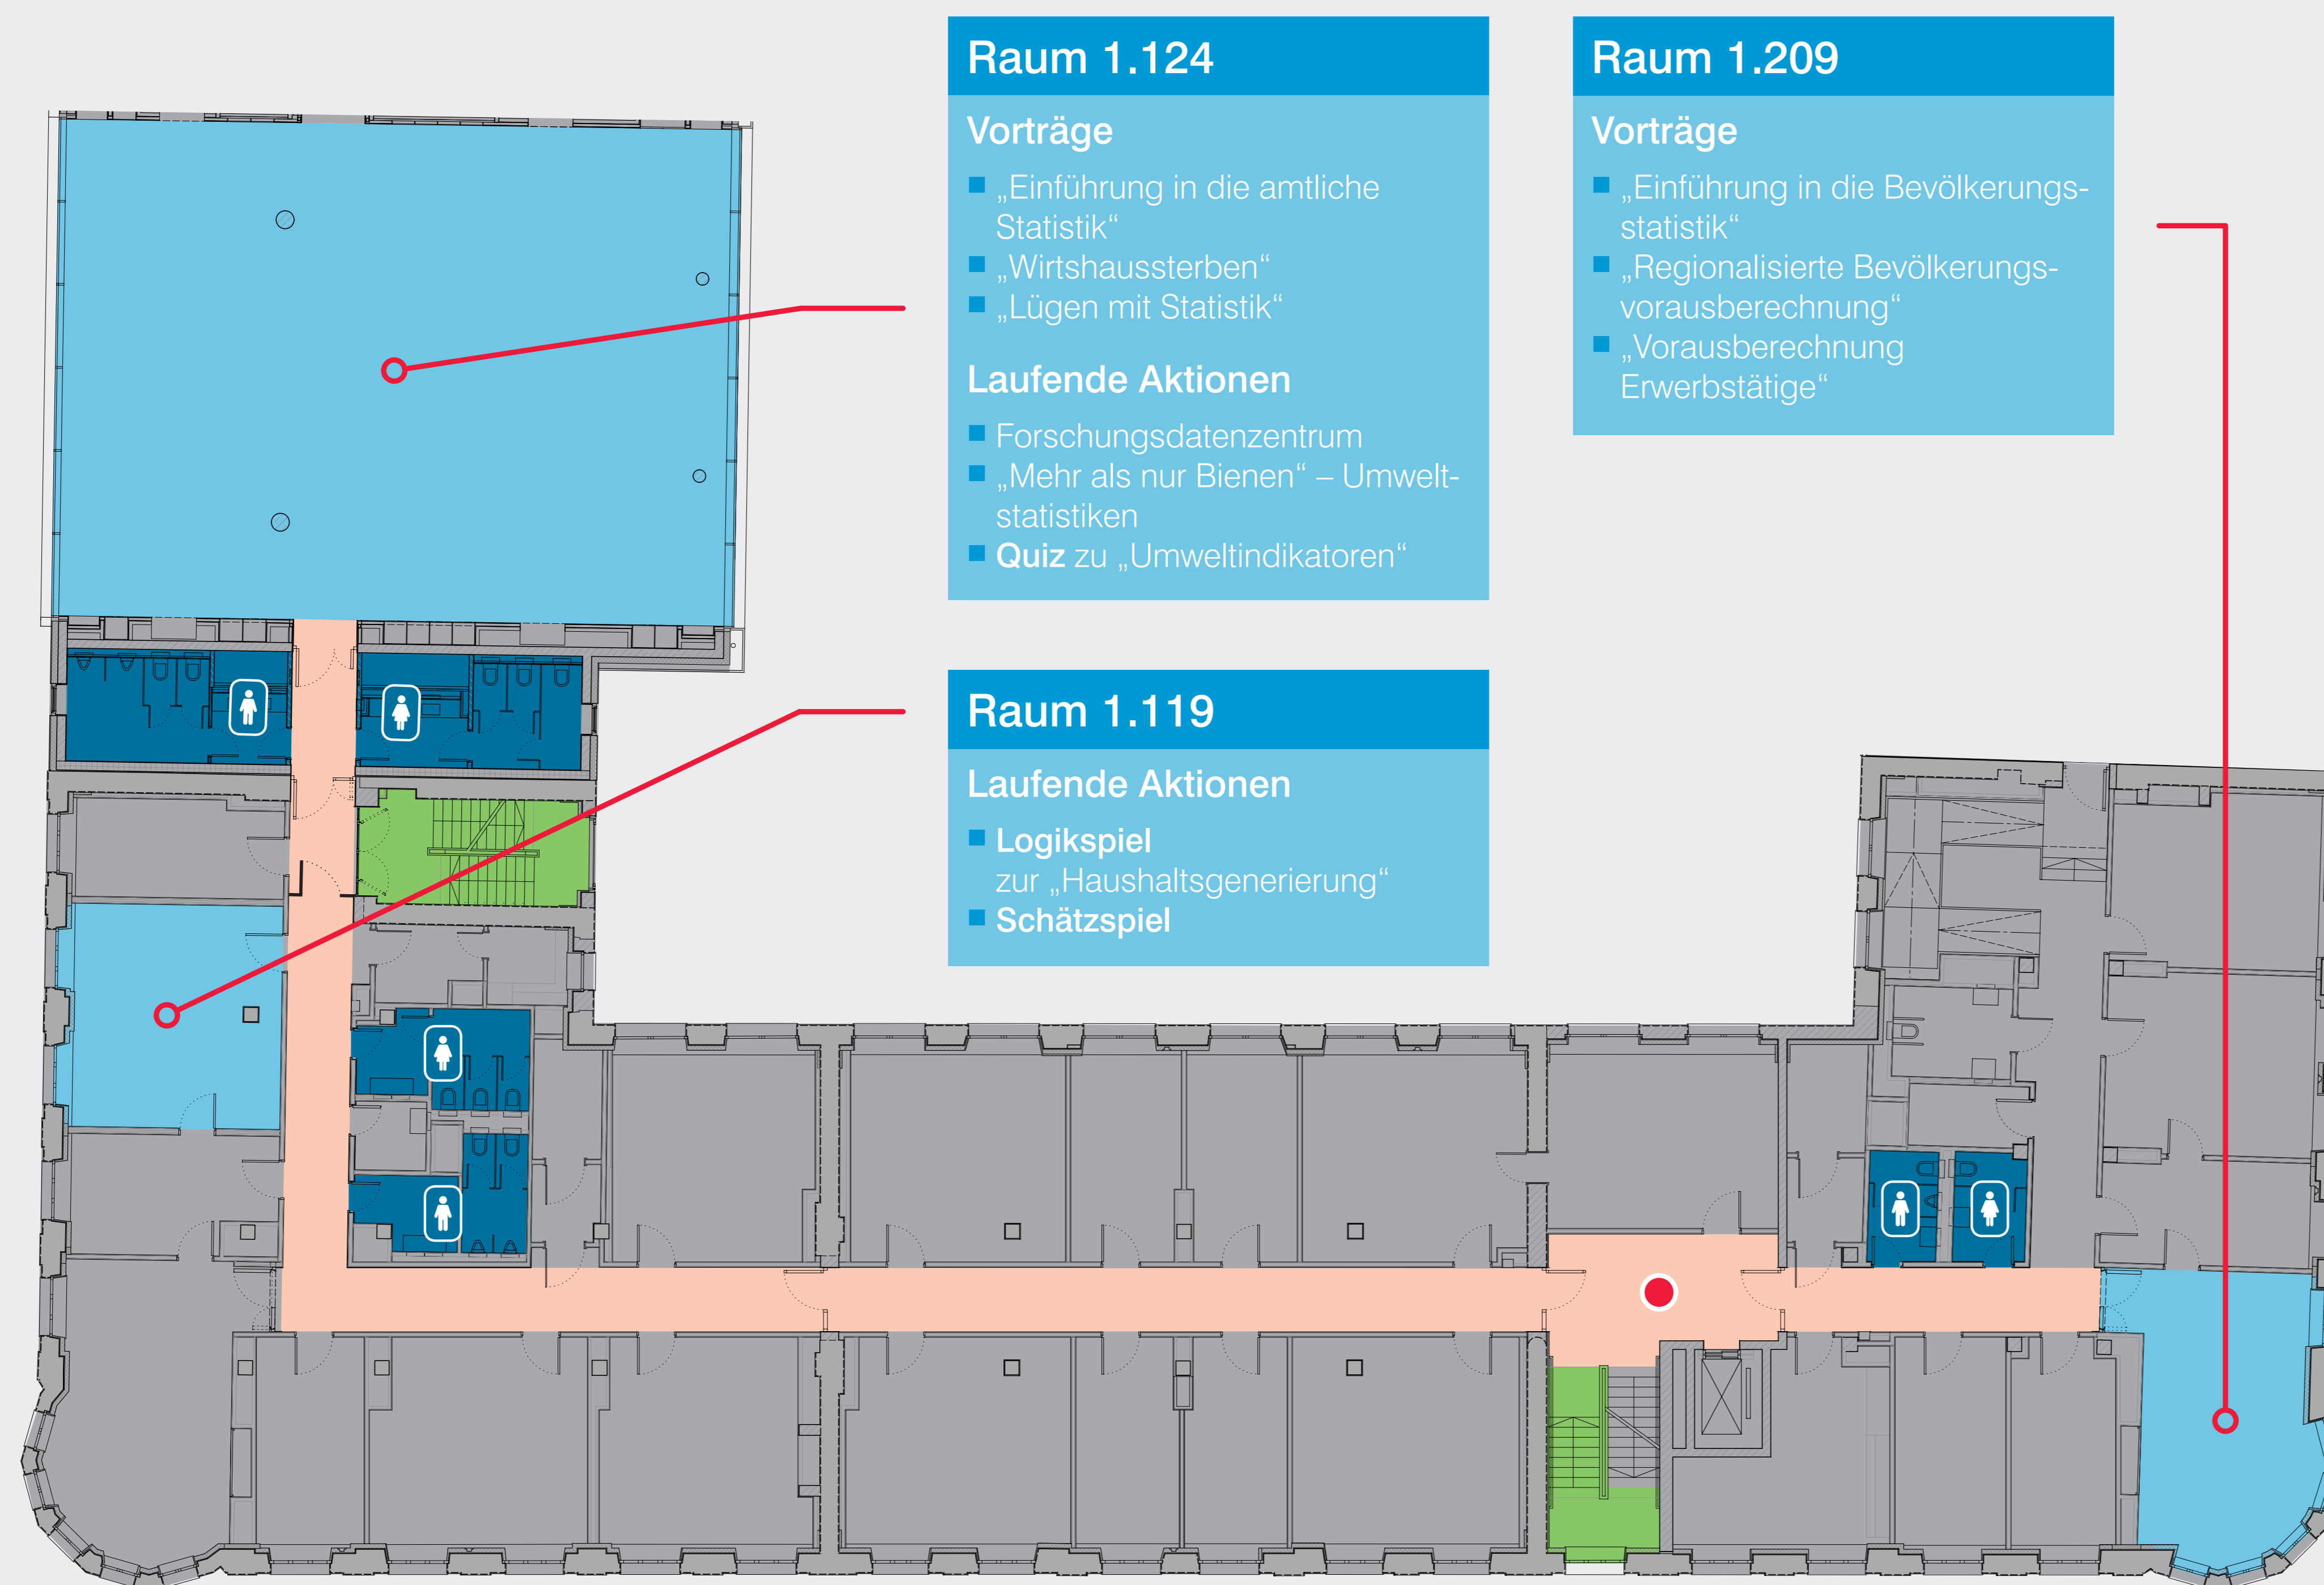 Raum 1.124
Vorträge
„Einführung in die amtliche
Statistik“
„Wirtshaussterben“
„Lügen mit Statistik“
Laufende Aktionen
Forschungsdatenzentrum
„Mehr als nur Bienen“ – Umwelt-
statistiken
Quiz zu „Umweltindikatoren“
Raum 1.209
Vorträge
„Einführung in die Bevölkerungs-
statistik“
„Regionalisierte Bevölkerungs-
vorausberechnung“
„Vorausberechnung
Erwerbstätige“
Raum 1.119
Laufende Aktionen
Logikspiel
zur „Haushaltsgenerierung“
Schätzspiel